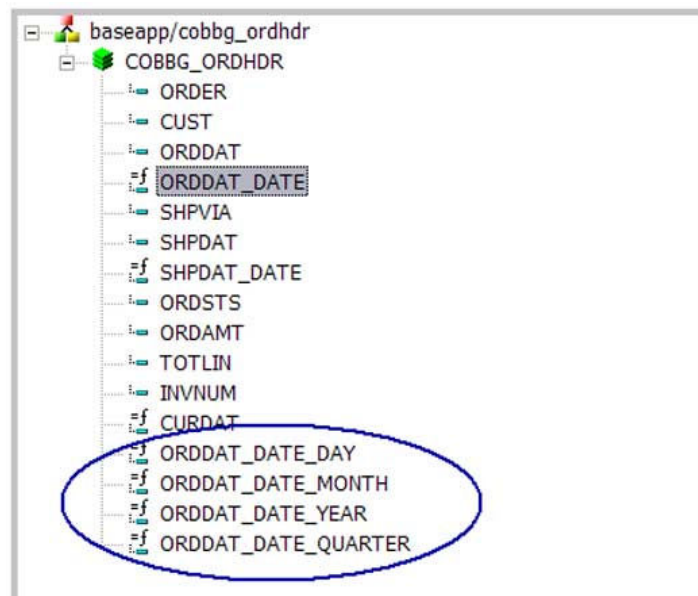 baseapp/cobbg_ordhdr
COBBG_ORDHDR
ORDER
CUST
ORDDAT
ORDDAT_DATE
SHPVIA
SHPDAT
SHPDAT_DATE
ORDSTS
ORDAMT
TOTLIN
INVNUM
CURDAT
ORDDAT_DATE_DAY
ORDDAT_DATE_MONTH
ORDDAT_DATE_YEAR
ORDDAT_DATE_QUARTER